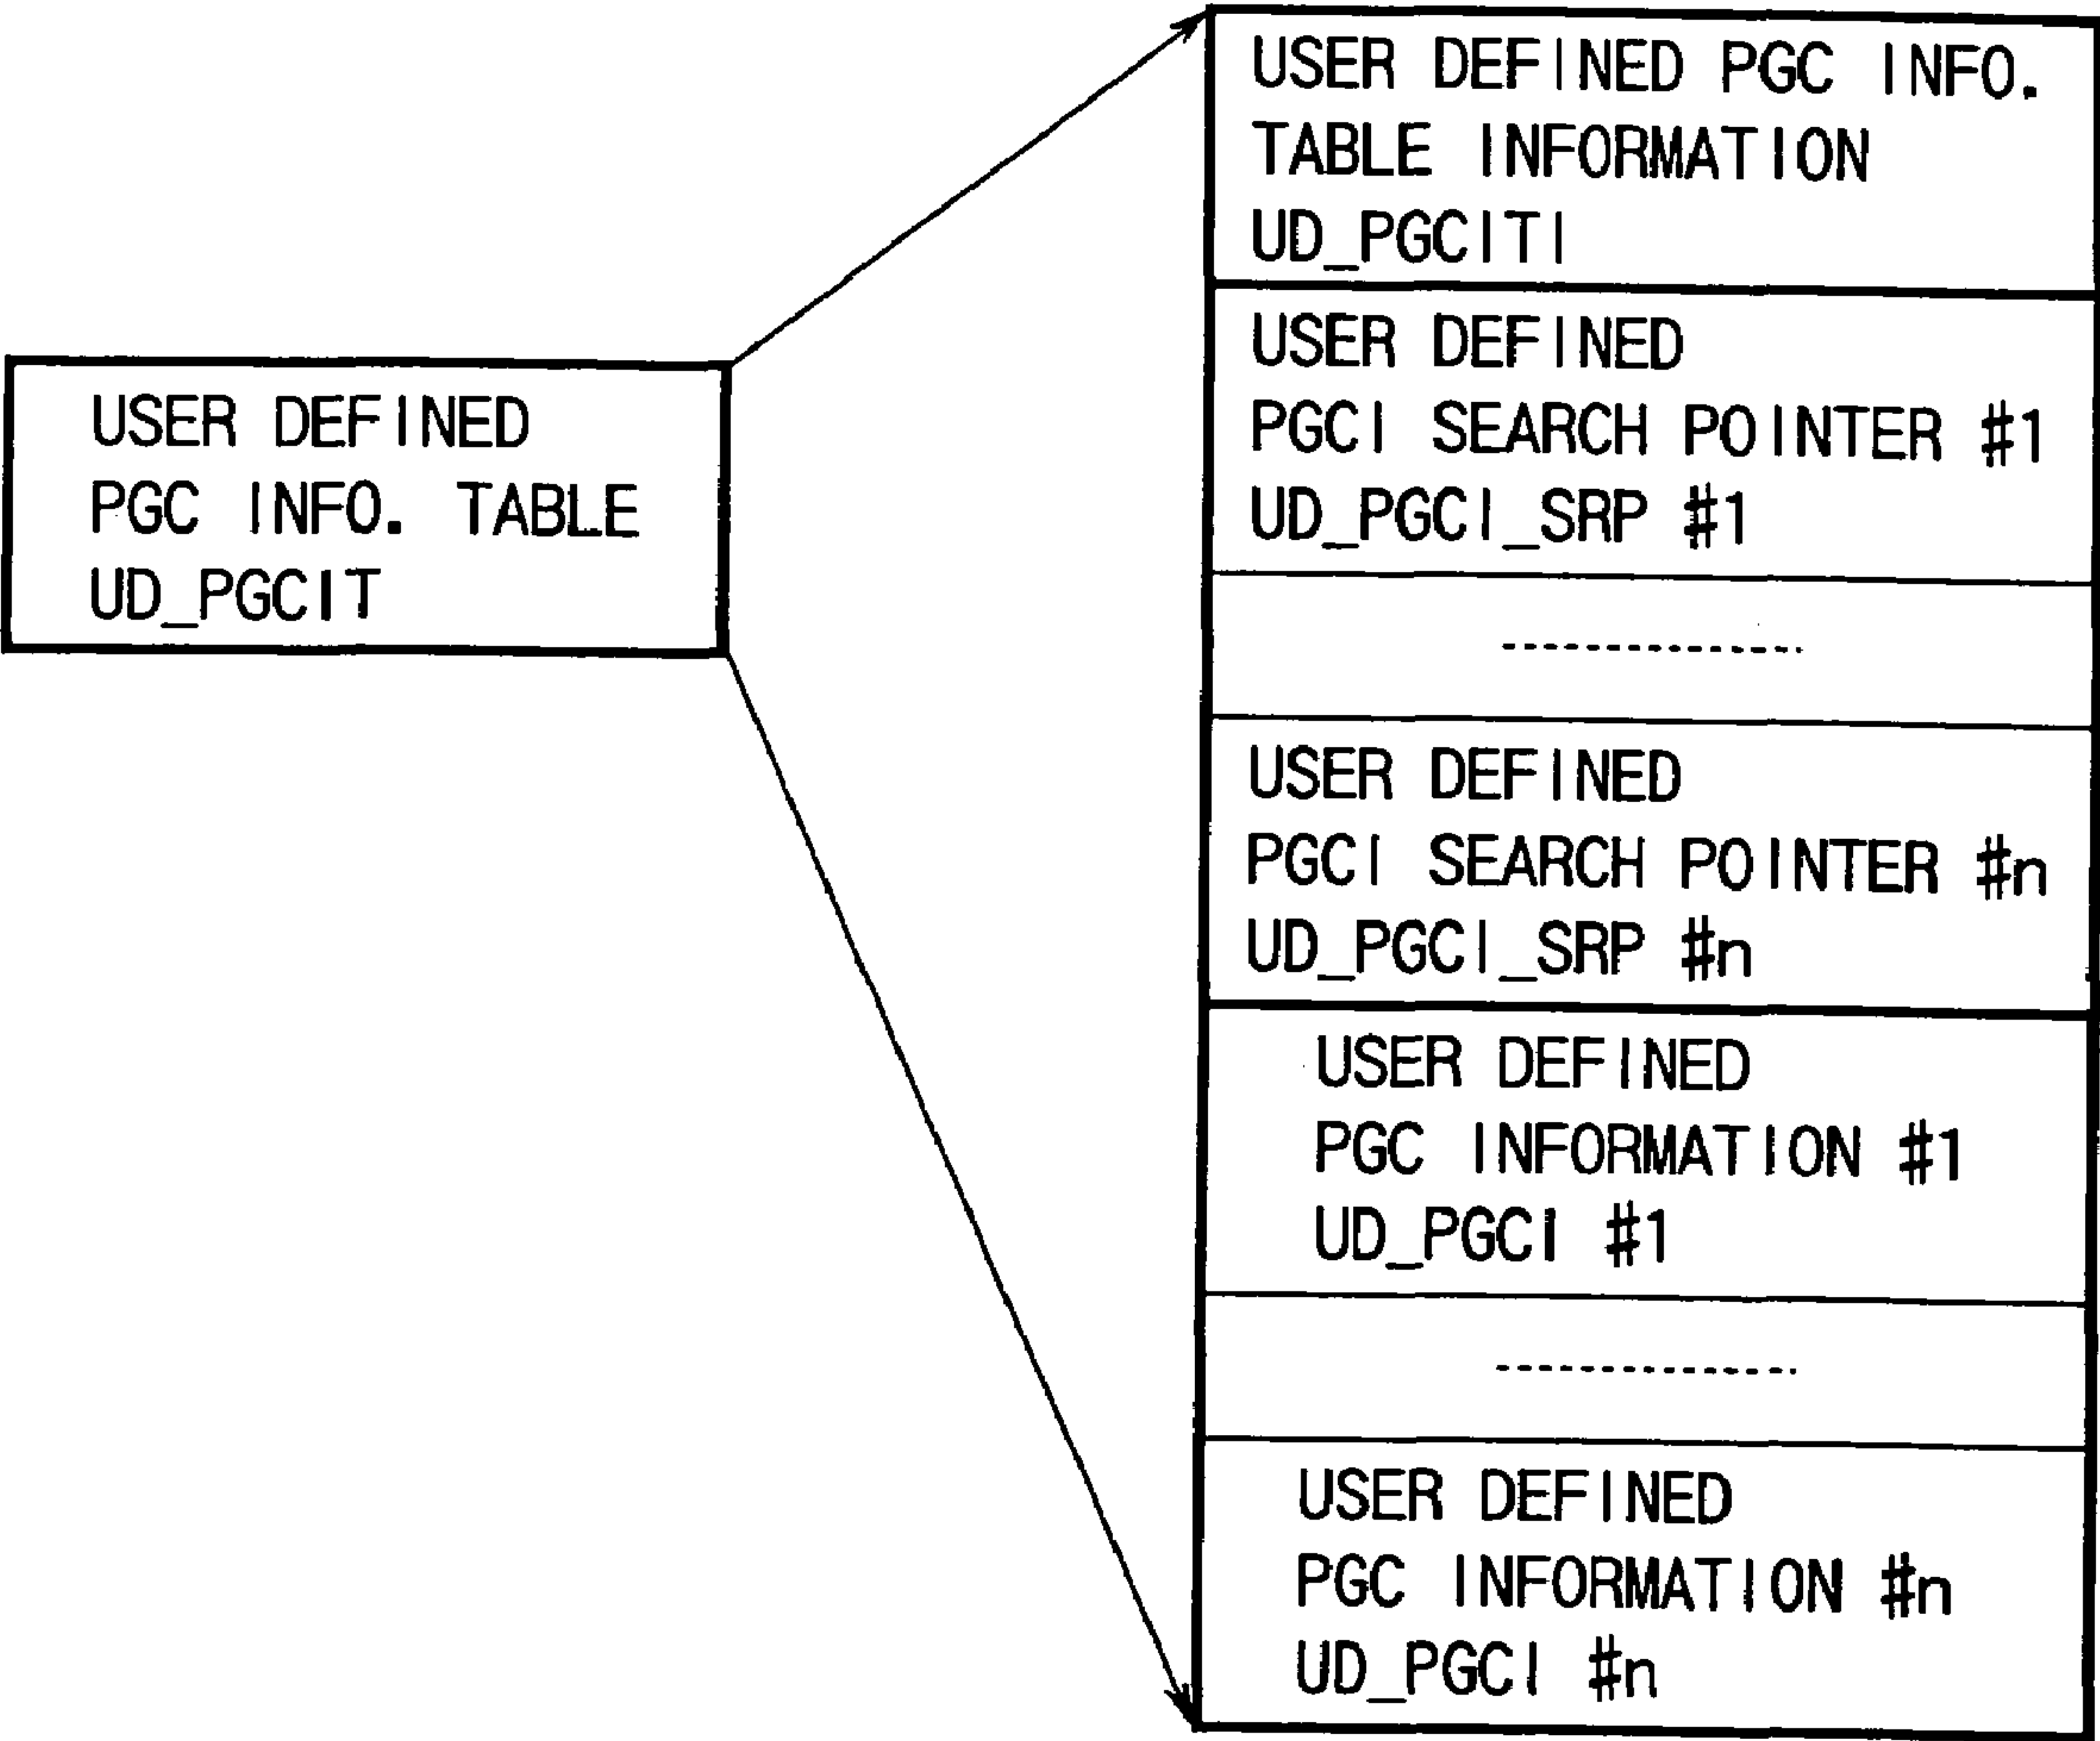 USER DEFINED
PGC INFO. TABLE
UD_PGCIT
USER DEFINED PGC INFO.
TABLE INFORMATION
UD_PGCITI
USER DEFINED
PGCI SEARCH POINTER #1
UD_PGCI_SRP #1
USER DEFINED
PGCI SEARCH POINTER #n
UD_PGCI_SRP #n
USER DEFINED
PGC INFORMATION #1
UD_PGCI #1
USER DEFINED
PGC INFORMATION #n
UD_PGCI #n